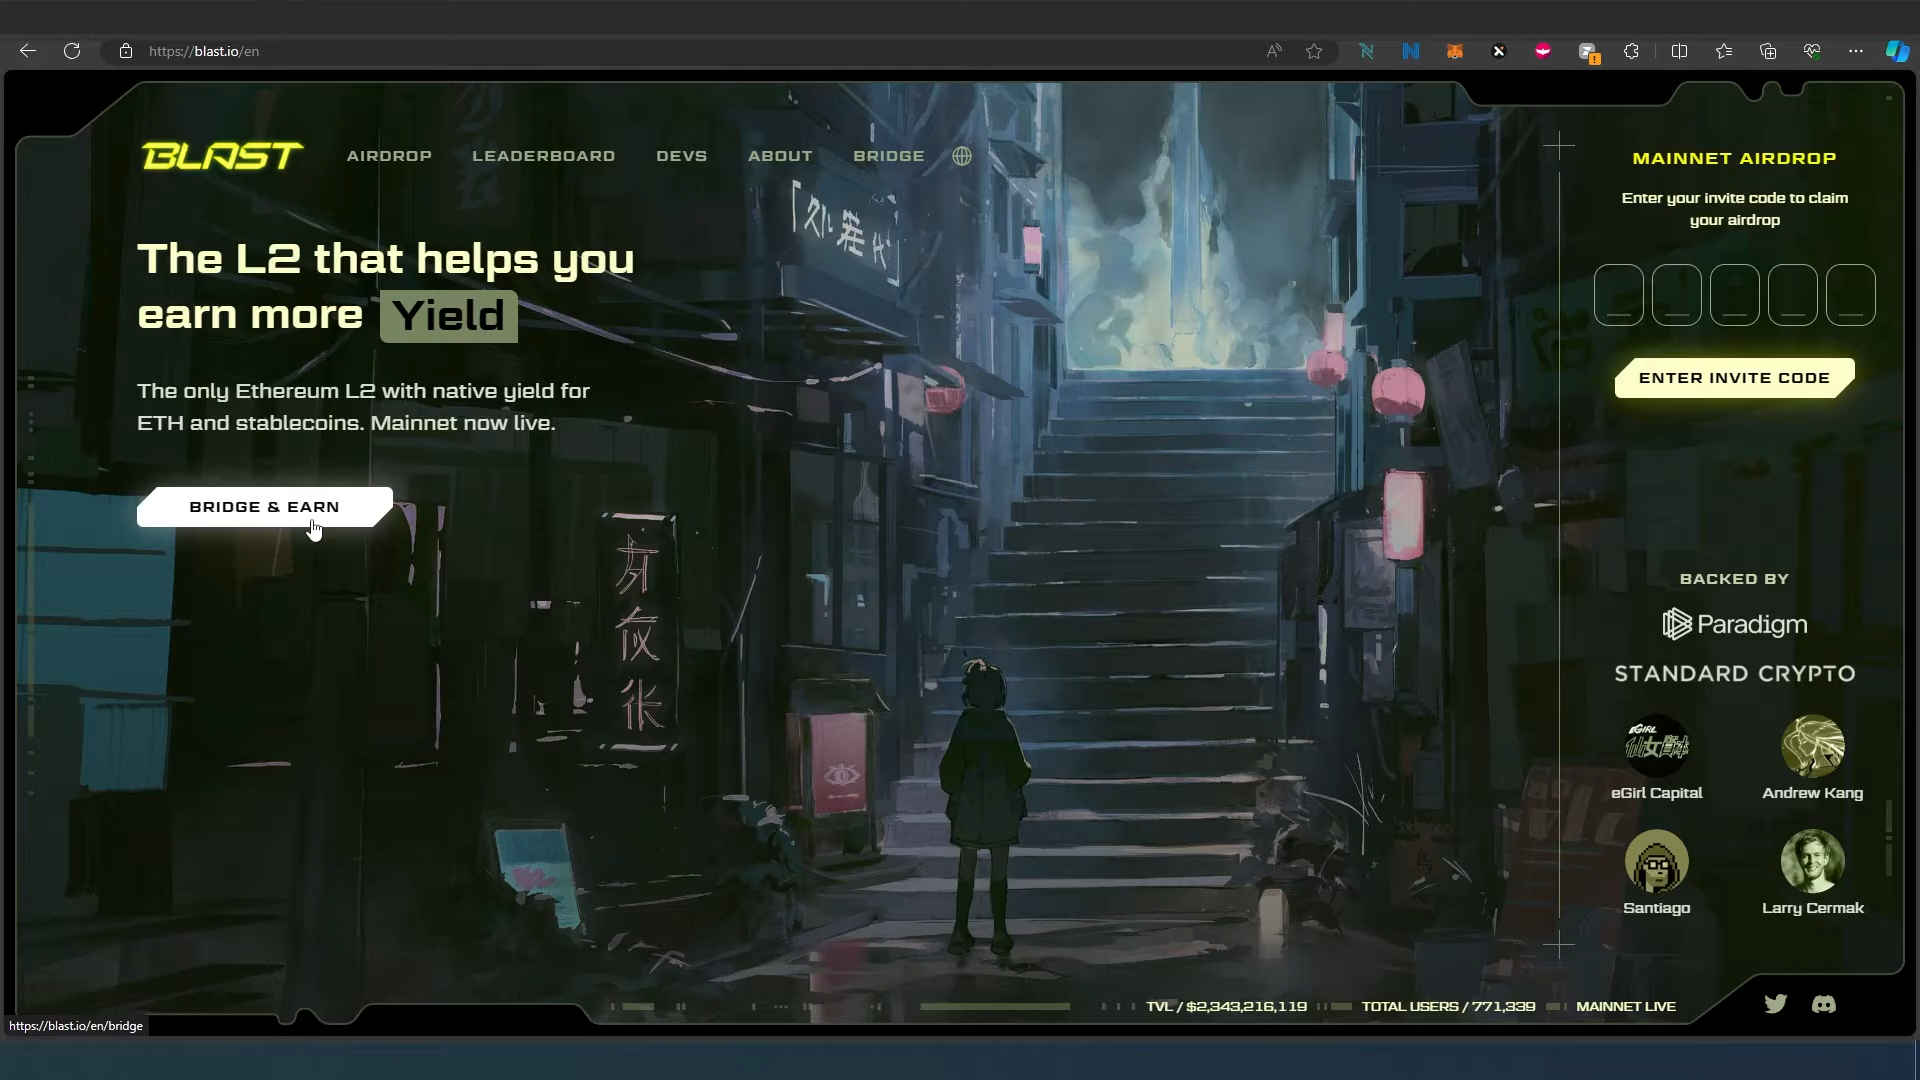 https://blast.io/en
BLAST
AIRDROP
LEADERBOARD
DEVS
ABOUT
BRIDGE
The L2 that helps you
earn more Yield
The only Ethereum L2 with native yield for
ETH and stablecoins. Mainnet now live.
BRIDGE & EARN
MAINNET AIRDROP
Enter your invite code to claim
your airdrop
ENTER INVITE CODE
BACKED BY
Paradigm
STANDARD CRYPTO
EGIRL
eGirl Capital
Andrew Kang
Santiago
Larry Cermak
TVL / $2,343,216,119
TOTAL USERS / 771,339
MAINNET LIVE
https://blast.io/en/bridge